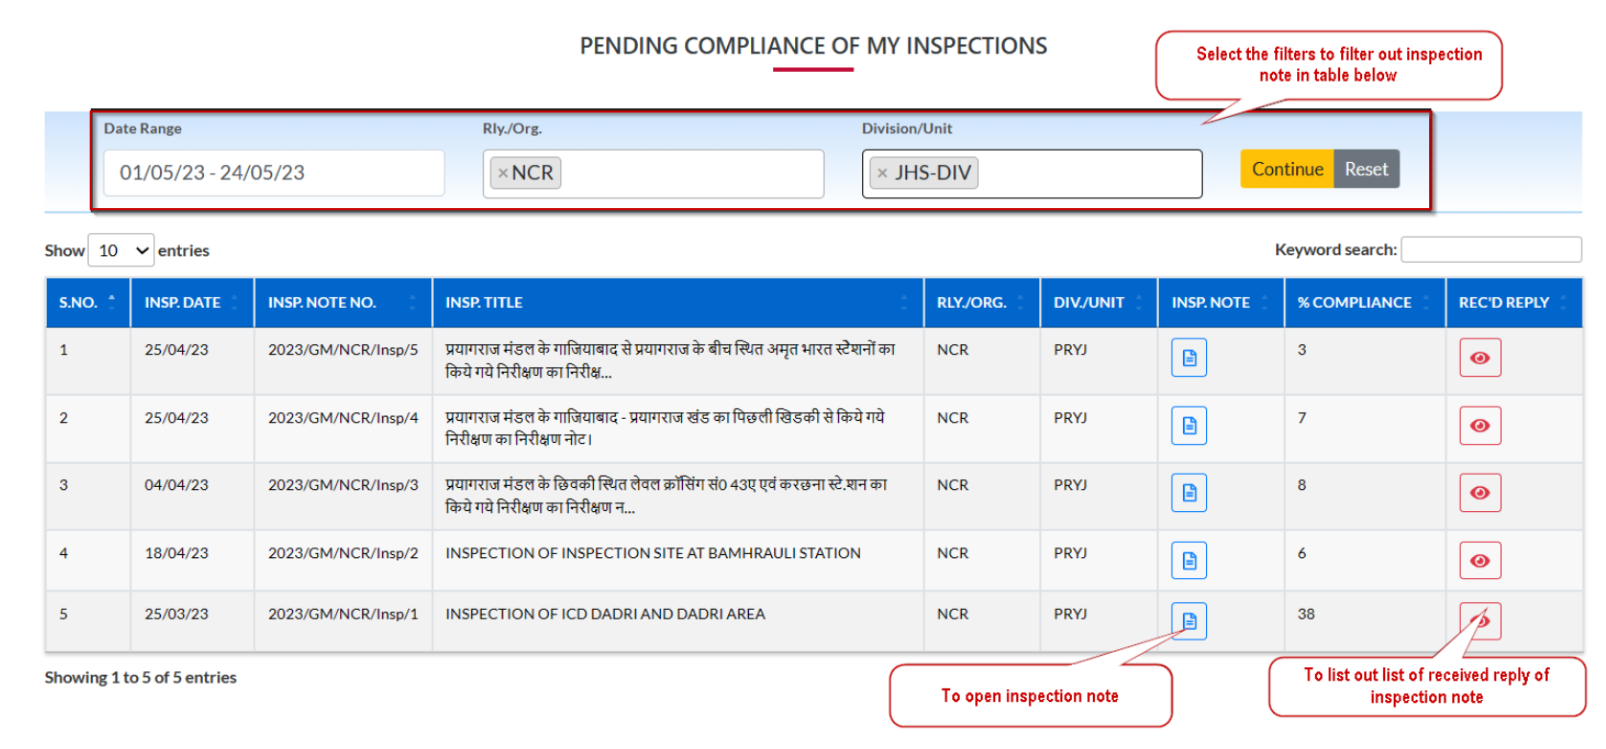 PENDING COMPLIANCE OF MY INSPECTIONS
Select the filters to filter out inspection
note in table below
Date Range
Rly./Org.
Division/Unit
01/05/23 - 24/05/23
× NCR
× JHS-DIV
Continue
Reset
Show 10 entries
Keyword search:
S.NO. INSP. DATE INSP. NOTE NO. INSP. TITLE RLY./ORG. DIV./UNIT INSP. NOTE % COMPLIANCE REC'D REPLY
1 25/04/23 2023/GM/NCR/Insp/5 प्रयागराज मंडल के गाजियाबाद से प्रयागराज के बीच स्थित अमृत भारत स्टेैशनों का NCR PRYJ 3
किये गये निरीक्षण का निरीक्ष...
2 25/04/23 2023/GM/NCR/Insp/4 प्रयागराज मंडल के गाजियाबाद - प्रयागराज खंड का पिछली खिडकी से किये गये NCR PRYJ 7
निरीक्षण का निरीक्षण नोट।
3 04/04/23 2023/GM/NCR/Insp/3 प्रयागराज मंडल के छिवकी स्थित लेवल क्रॉसिंग सं0 43ए एवं करछना स्टे.शन का NCR PRYJ 8
किये गये निरीक्षण का निरीक्षण न...
4 18/04/23 2023/GM/NCR/Insp/2 INSPECTION OF INSPECTION SITE AT BAMHRAULI STATION NCR PRYJ 6
5 25/03/23 2023/GM/NCR/Insp/1 INSPECTION OF ICD DADRI AND DADRI AREA NCR PRYJ 38
Showing 1 to 5 of 5 entries
To open inspection note
To list out list of received reply of
inspection note